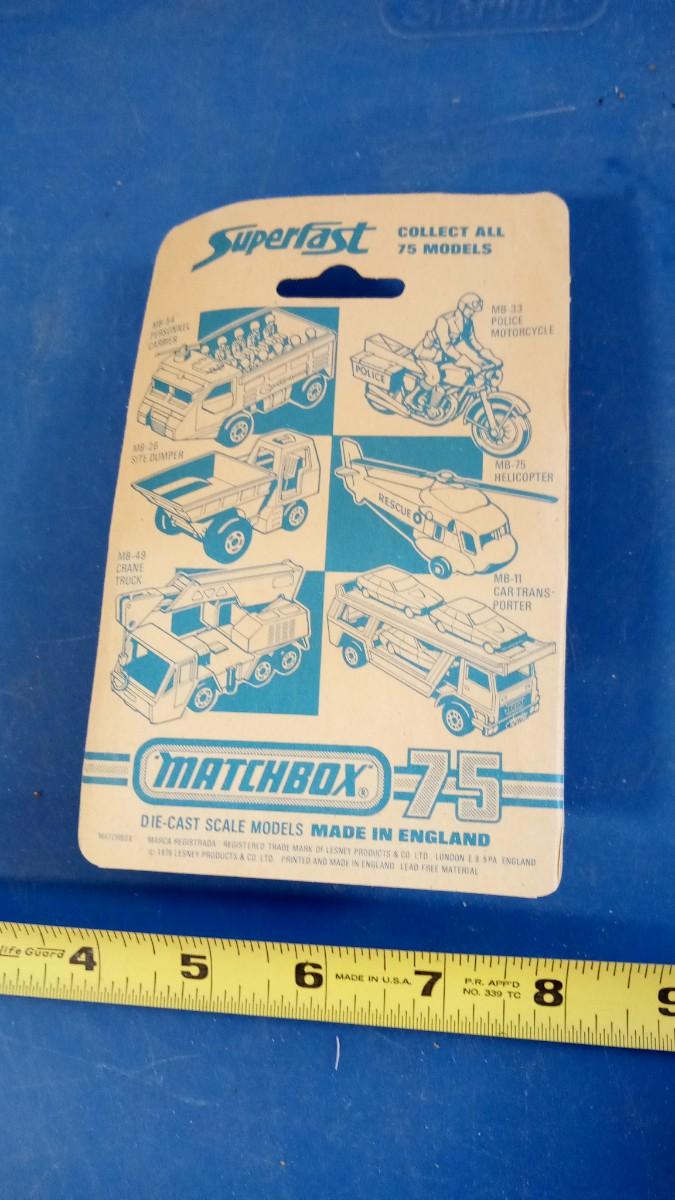 Superfast
COLLECT ALL
75 MODELS
MB-54
PERSONNEL
CARRIER
MB-33
POLICE
MOTORCYCLE
POLICE
MB-26
SITE DUMPER
MB-75
HELICOPTER
RESCUE
MB-49
CRANE
TRUCK
MB-11
CAR TRANS-
PORTER
"MATCHBOX"® 75
DIE-CAST SCALE MODELS MADE IN ENGLAND
"MATCHBOX" MARCA REGISTRADA REGISTERED TRADE MARK OF LESNEY PRODUCTS & CO. LTD., LONDON E.9 5PA ENGLAND
© 1976 LESNEY PRODUCTS & CO. LTD. PRINTED AND MADE IN ENGLAND LEAD FREE MATERIAL
life Guard 4 5 6 MADE IN U.S.A. 7 P.R. APP'D 8 9
NO. 339 TC